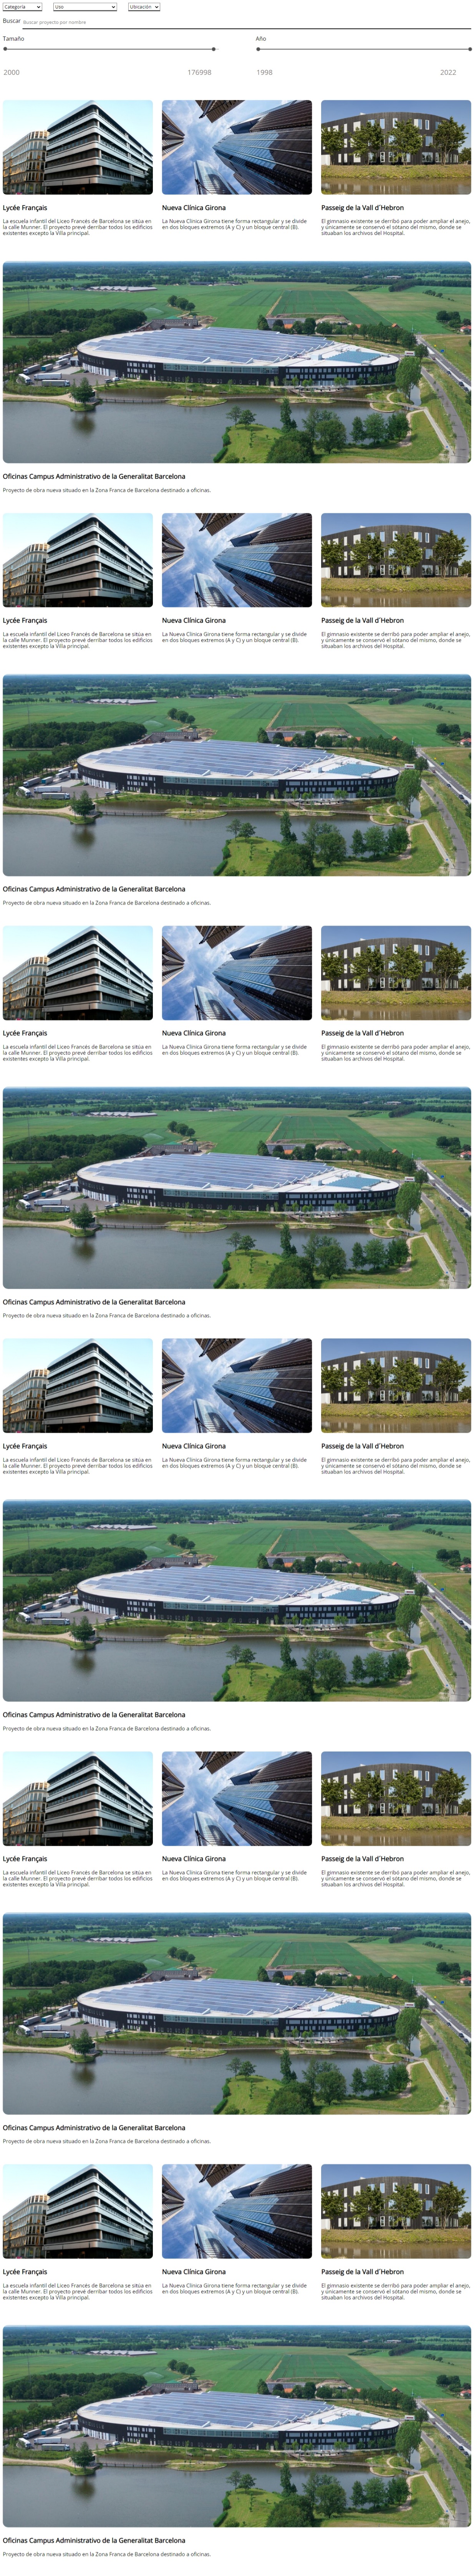 Categoría Uso Ubicación
Buscar Buscar proyecto por nombre
Tamaño Año
2000 176998 1998 2022
Lycée Français
La escuela infantil del Liceo Francés de Barcelona se sitúa en
la calle Munner. El proyecto prevé derribar todos los edificios
existentes excepto la Villa principal.
Nueva Clínica Girona
La Nueva Clínica Girona tiene forma rectangular y se divide
en dos bloques extremos (A y C) y un bloque central (B).
Passeig de la Vall d´Hebron
El gimnasio existente se derribó para poder ampliar el anejo,
y únicamente se conservó el sótano del mismo, donde se
situaban los archivos del Hospital.
Oficinas Campus Administrativo de la Generalitat Barcelona
Proyecto de obra nueva situado en la Zona Franca de Barcelona destinado a oficinas.
Lycée Français
La escuela infantil del Liceo Francés de Barcelona se sitúa en
la calle Munner. El proyecto prevé derribar todos los edificios
existentes excepto la Villa principal.
Nueva Clínica Girona
La Nueva Clínica Girona tiene forma rectangular y se divide
en dos bloques extremos (A y C) y un bloque central (B).
Passeig de la Vall d´Hebron
El gimnasio existente se derribó para poder ampliar el anejo,
y únicamente se conservó el sótano del mismo, donde se
situaban los archivos del Hospital.
Oficinas Campus Administrativo de la Generalitat Barcelona
Proyecto de obra nueva situado en la Zona Franca de Barcelona destinado a oficinas.
Lycée Français
La escuela infantil del Liceo Francés de Barcelona se sitúa en
la calle Munner. El proyecto prevé derribar todos los edificios
existentes excepto la Villa principal.
Nueva Clínica Girona
La Nueva Clínica Girona tiene forma rectangular y se divide
en dos bloques extremos (A y C) y un bloque central (B).
Passeig de la Vall d´Hebron
El gimnasio existente se derribó para poder ampliar el anejo,
y únicamente se conservó el sótano del mismo, donde se
situaban los archivos del Hospital.
Oficinas Campus Administrativo de la Generalitat Barcelona
Proyecto de obra nueva situado en la Zona Franca de Barcelona destinado a oficinas.
Lycée Français
La escuela infantil del Liceo Francés de Barcelona se sitúa en
la calle Munner. El proyecto prevé derribar todos los edificios
existentes excepto la Villa principal.
Nueva Clínica Girona
La Nueva Clínica Girona tiene forma rectangular y se divide
en dos bloques extremos (A y C) y un bloque central (B).
Passeig de la Vall d´Hebron
El gimnasio existente se derribó para poder ampliar el anejo,
y únicamente se conservó el sótano del mismo, donde se
situaban los archivos del Hospital.
Oficinas Campus Administrativo de la Generalitat Barcelona
Proyecto de obra nueva situado en la Zona Franca de Barcelona destinado a oficinas.
Lycée Français
La escuela infantil del Liceo Francés de Barcelona se sitúa en
la calle Munner. El proyecto prevé derribar todos los edificios
existentes excepto la Villa principal.
Nueva Clínica Girona
La Nueva Clínica Girona tiene forma rectangular y se divide
en dos bloques extremos (A y C) y un bloque central (B).
Passeig de la Vall d´Hebron
El gimnasio existente se derribó para poder ampliar el anejo,
y únicamente se conservó el sótano del mismo, donde se
situaban los archivos del Hospital.
Oficinas Campus Administrativo de la Generalitat Barcelona
Proyecto de obra nueva situado en la Zona Franca de Barcelona destinado a oficinas.
Lycée Français
La escuela infantil del Liceo Francés de Barcelona se sitúa en
la calle Munner. El proyecto prevé derribar todos los edificios
existentes excepto la Villa principal.
Nueva Clínica Girona
La Nueva Clínica Girona tiene forma rectangular y se divide
en dos bloques extremos (A y C) y un bloque central (B).
Passeig de la Vall d´Hebron
El gimnasio existente se derribó para poder ampliar el anejo,
y únicamente se conservó el sótano del mismo, donde se
situaban los archivos del Hospital.
Oficinas Campus Administrativo de la Generalitat Barcelona
Proyecto de obra nueva situado en la Zona Franca de Barcelona destinado a oficinas.